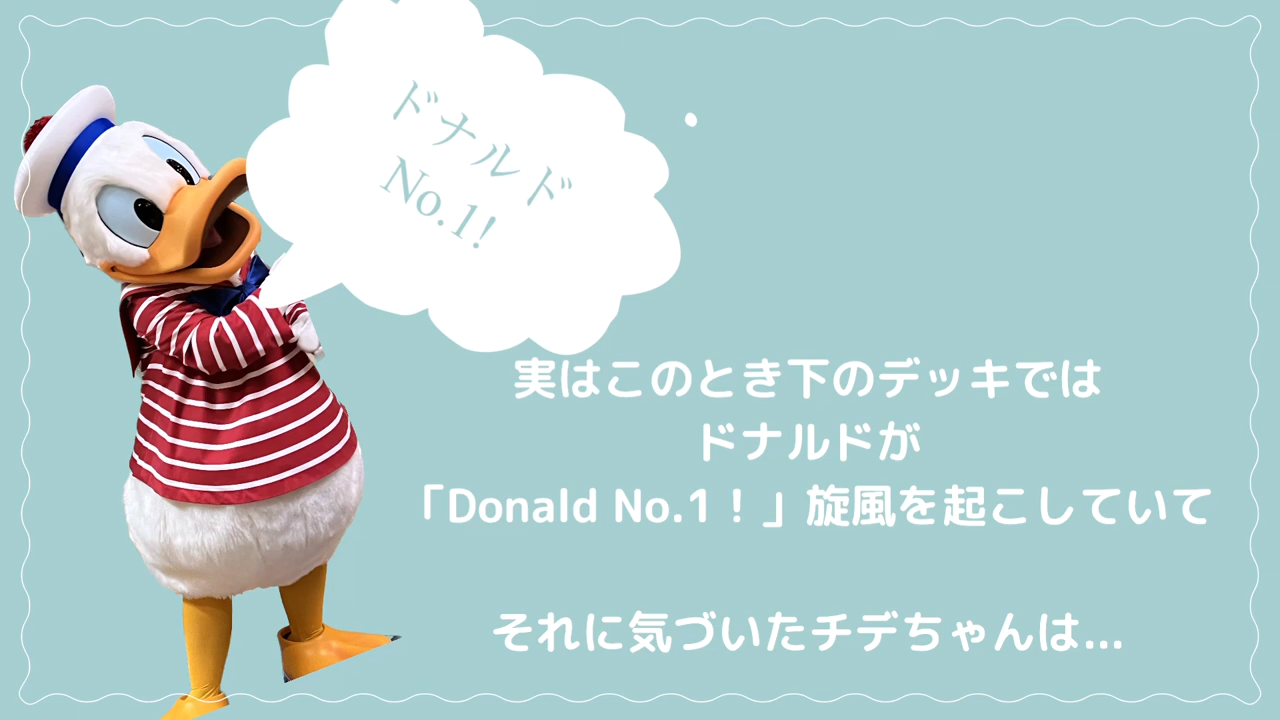 ドナルド
No.1!
実はこのとき下のデッキでは
ドナルドが
「Donald No.1！」旋風を起こしていて
それに気づいたチデちゃんは...